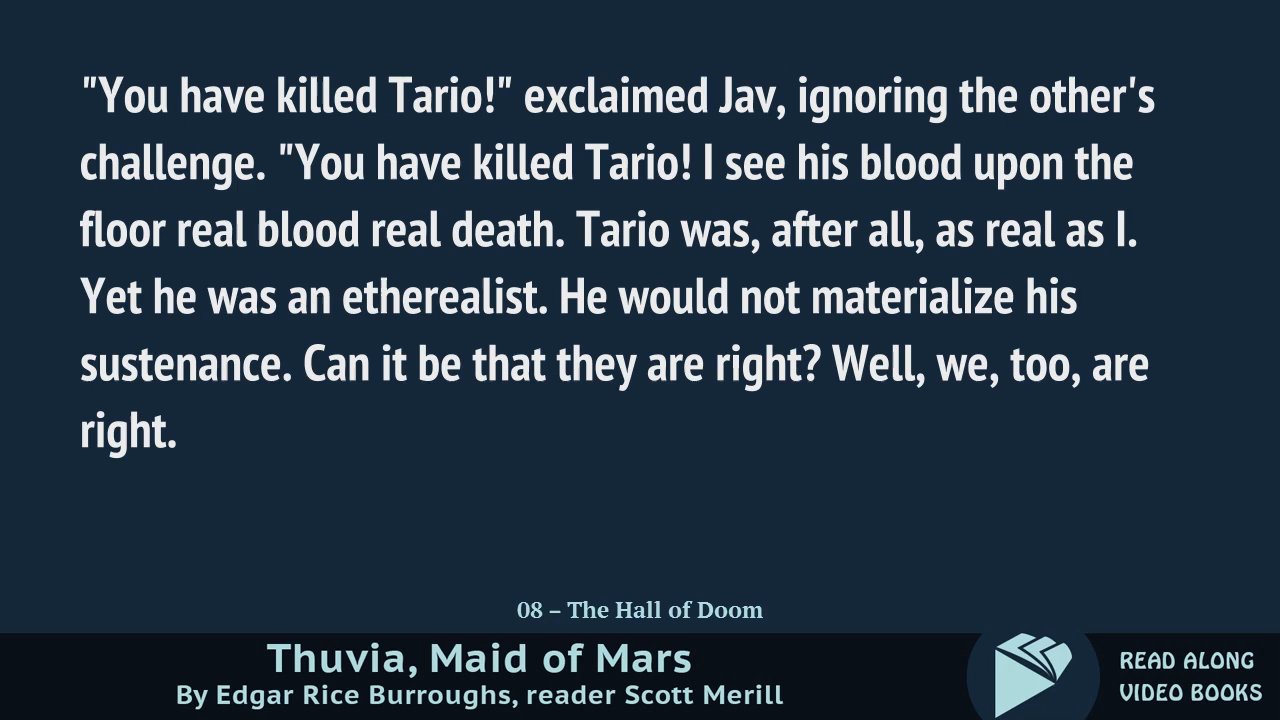 "You have killed Tario!" exclaimed Jav, ignoring the other's
challenge. "You have killed Tario! I see his blood upon the
floor real blood real death. Tario was, after all, as real as I.
Yet he was an etherealist. He would not materialize his
sustenance. Can it be that they are right? Well, we, too, are
right.
08 – The Hall of Doom
Thuvia, Maid of Mars
By Edgar Rice Burroughs, reader Scott Merill
READ ALONG
VIDEO BOOKS